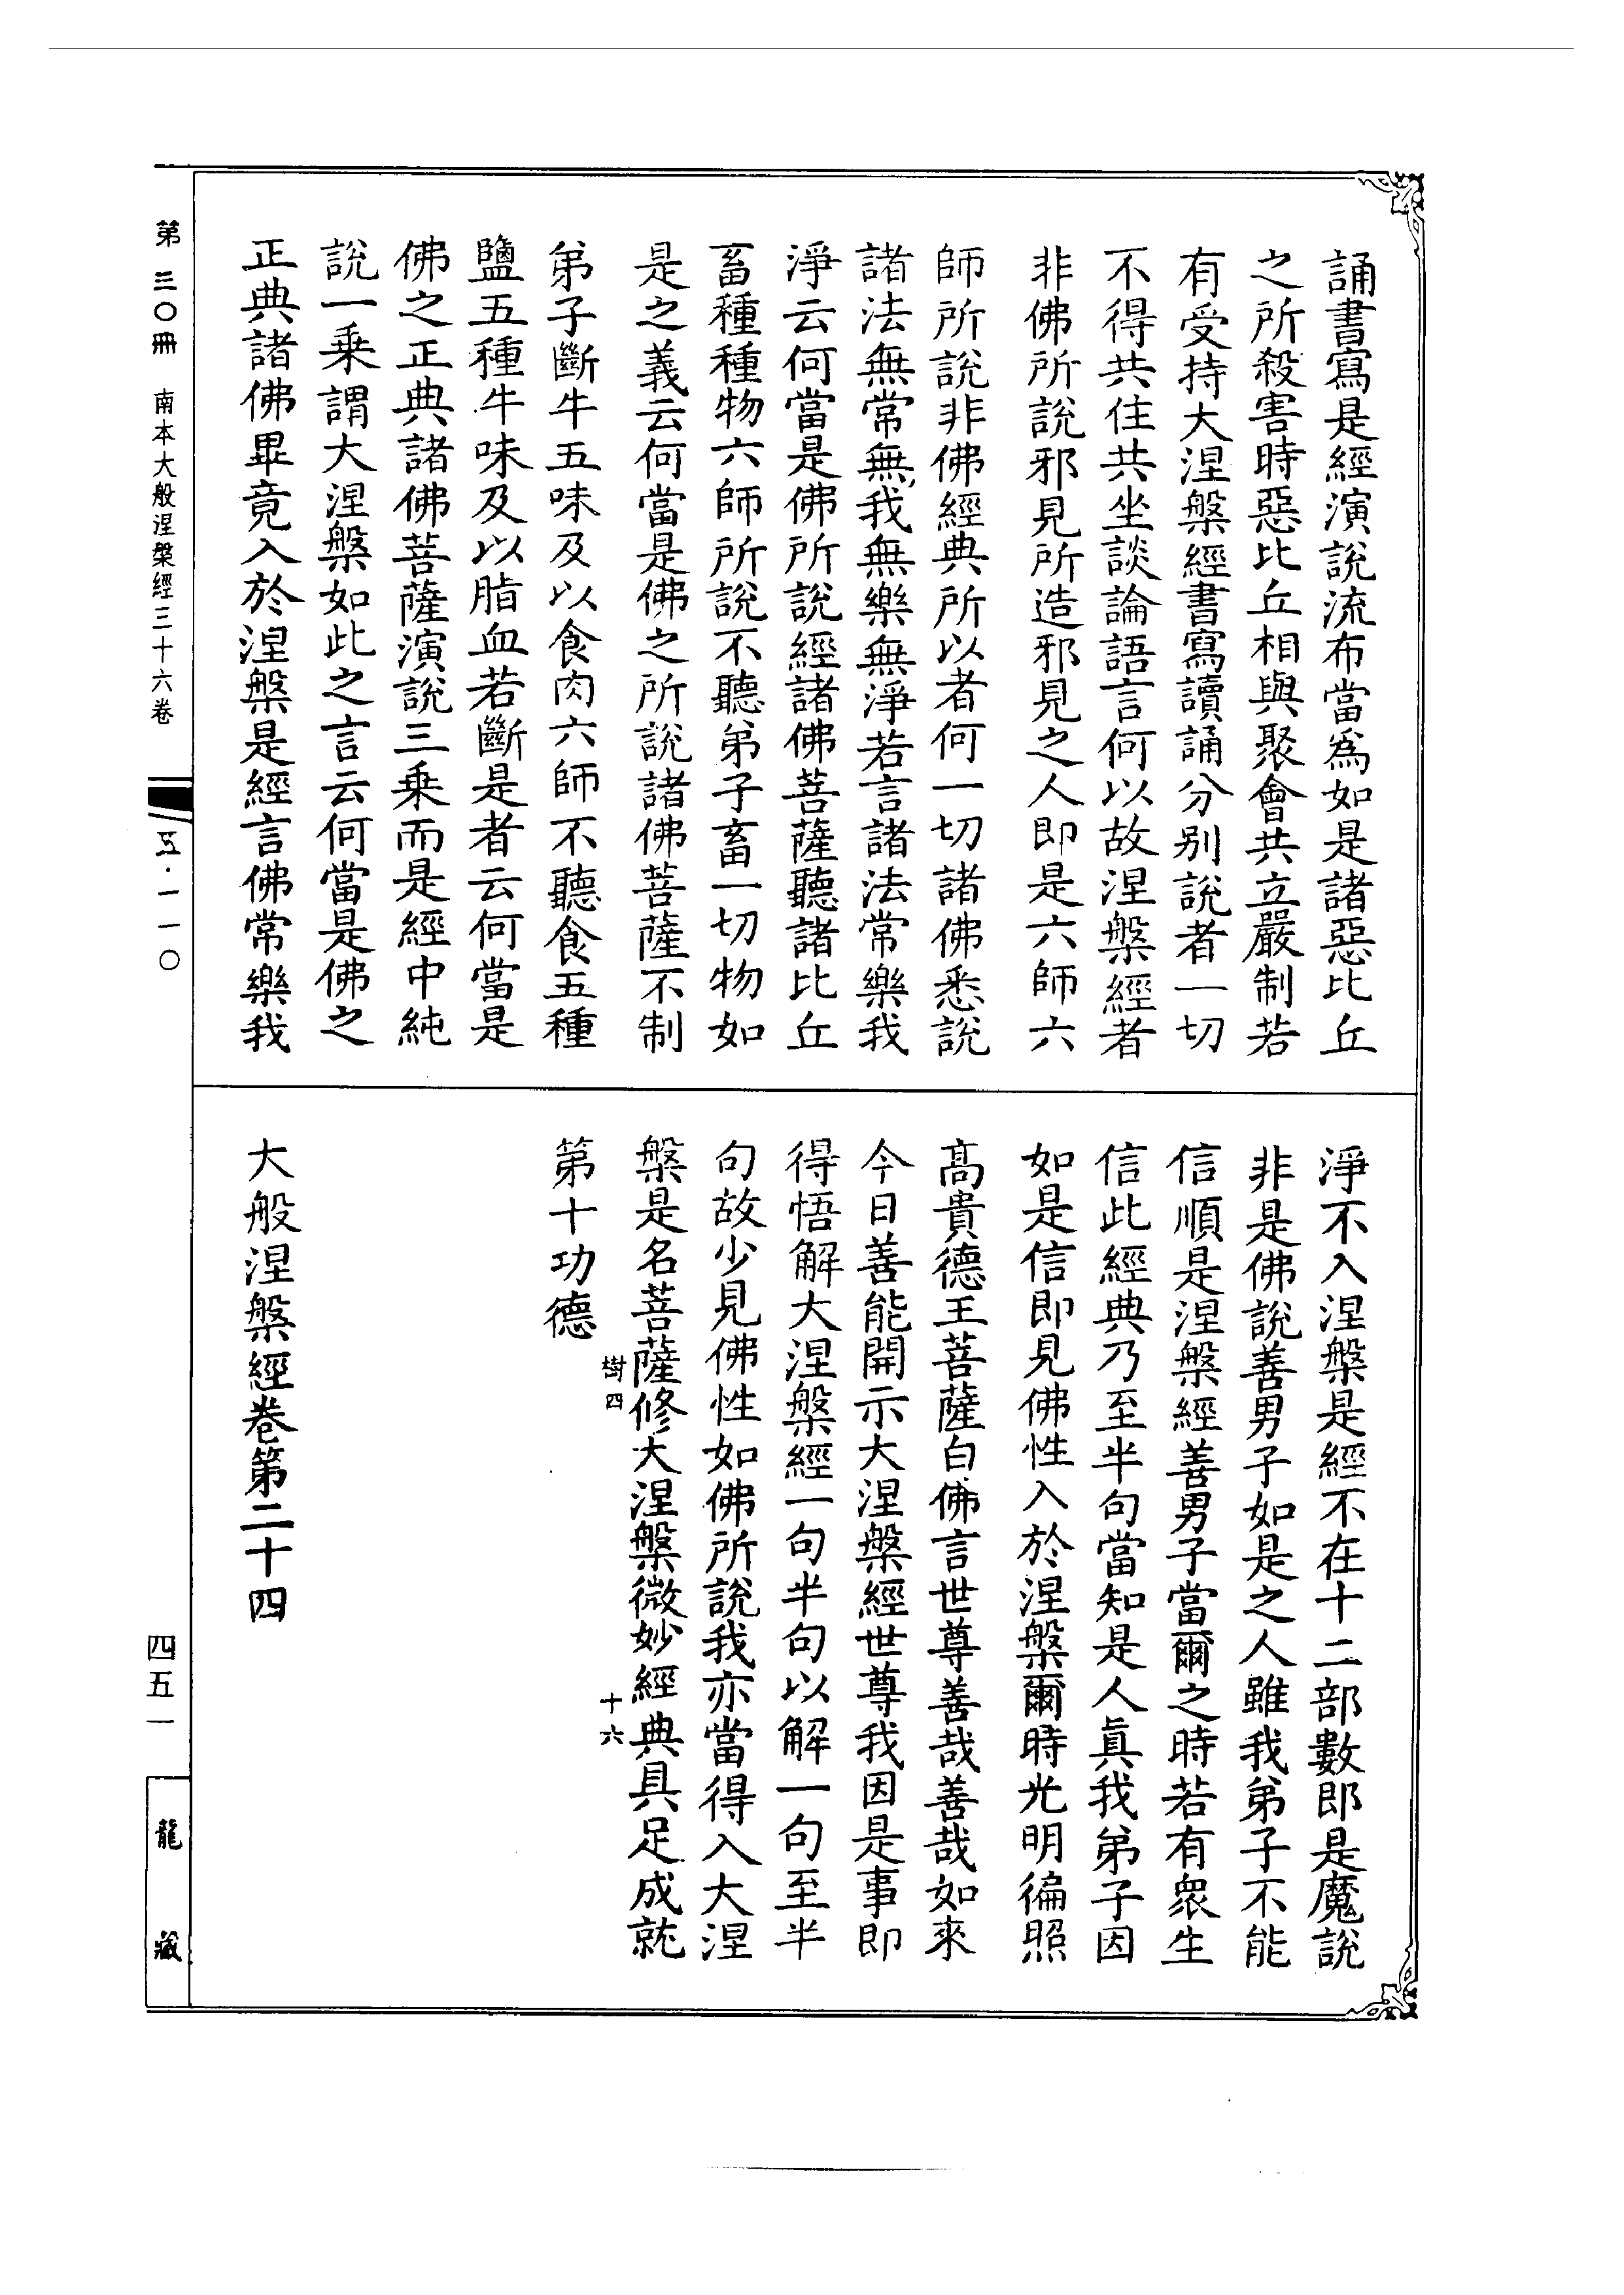 誦書寫是經演說流布當爲如是諸惡比丘
之所殺害時惡比丘相與聚會共立嚴制若
有受持大涅槃經書寫讀誦分别說者一切
不得共住共坐談論語言何以故涅槃經者
非佛所說邪見所造邪見之人即是六師六
師所說非佛經典所以者何一切諸佛悉說
諸法無常無我無樂無淨若言諸法常樂我
淨云何當是佛所說經諸佛菩薩聽諸比丘
畜種種物六師所說不聽弟子畜一切物如
是之義云何當是佛之所說諸佛菩薩不制
弟子斷牛五味及以食肉六師不聽食五種
鹽五種牛味及以脂血若斷是者云何當是
佛之正典諸佛菩薩演說三乗而是經中純
說一乗謂大涅槃如此之言云何當是佛之
正典諸佛畢竟入於涅槃是經言佛常樂我
淨不入涅槃是經不在十二部數即是魔說
非是佛說善男子如是之人雖我弟子不能
信順是涅槃經善男子當爾之時若有衆生
信此經典乃至半句當知是人眞我弟子因
如是信即見佛性入於涅槃爾時光明徧照
高貴德王菩薩白佛言世尊善哉善哉如來
今日善能開示大涅槃經世尊我因是事即
得悟解大涅槃經一句半句以解一句至半
句故少見佛性如佛所說我亦當得入大涅
槃是名菩薩修大涅槃微妙經典具足成就
第十功德
樹四
十六
大般涅槃經卷第二十四
第三〇冊
南本大般涅槃經三十六卷
五·一一〇
四五一
龍藏